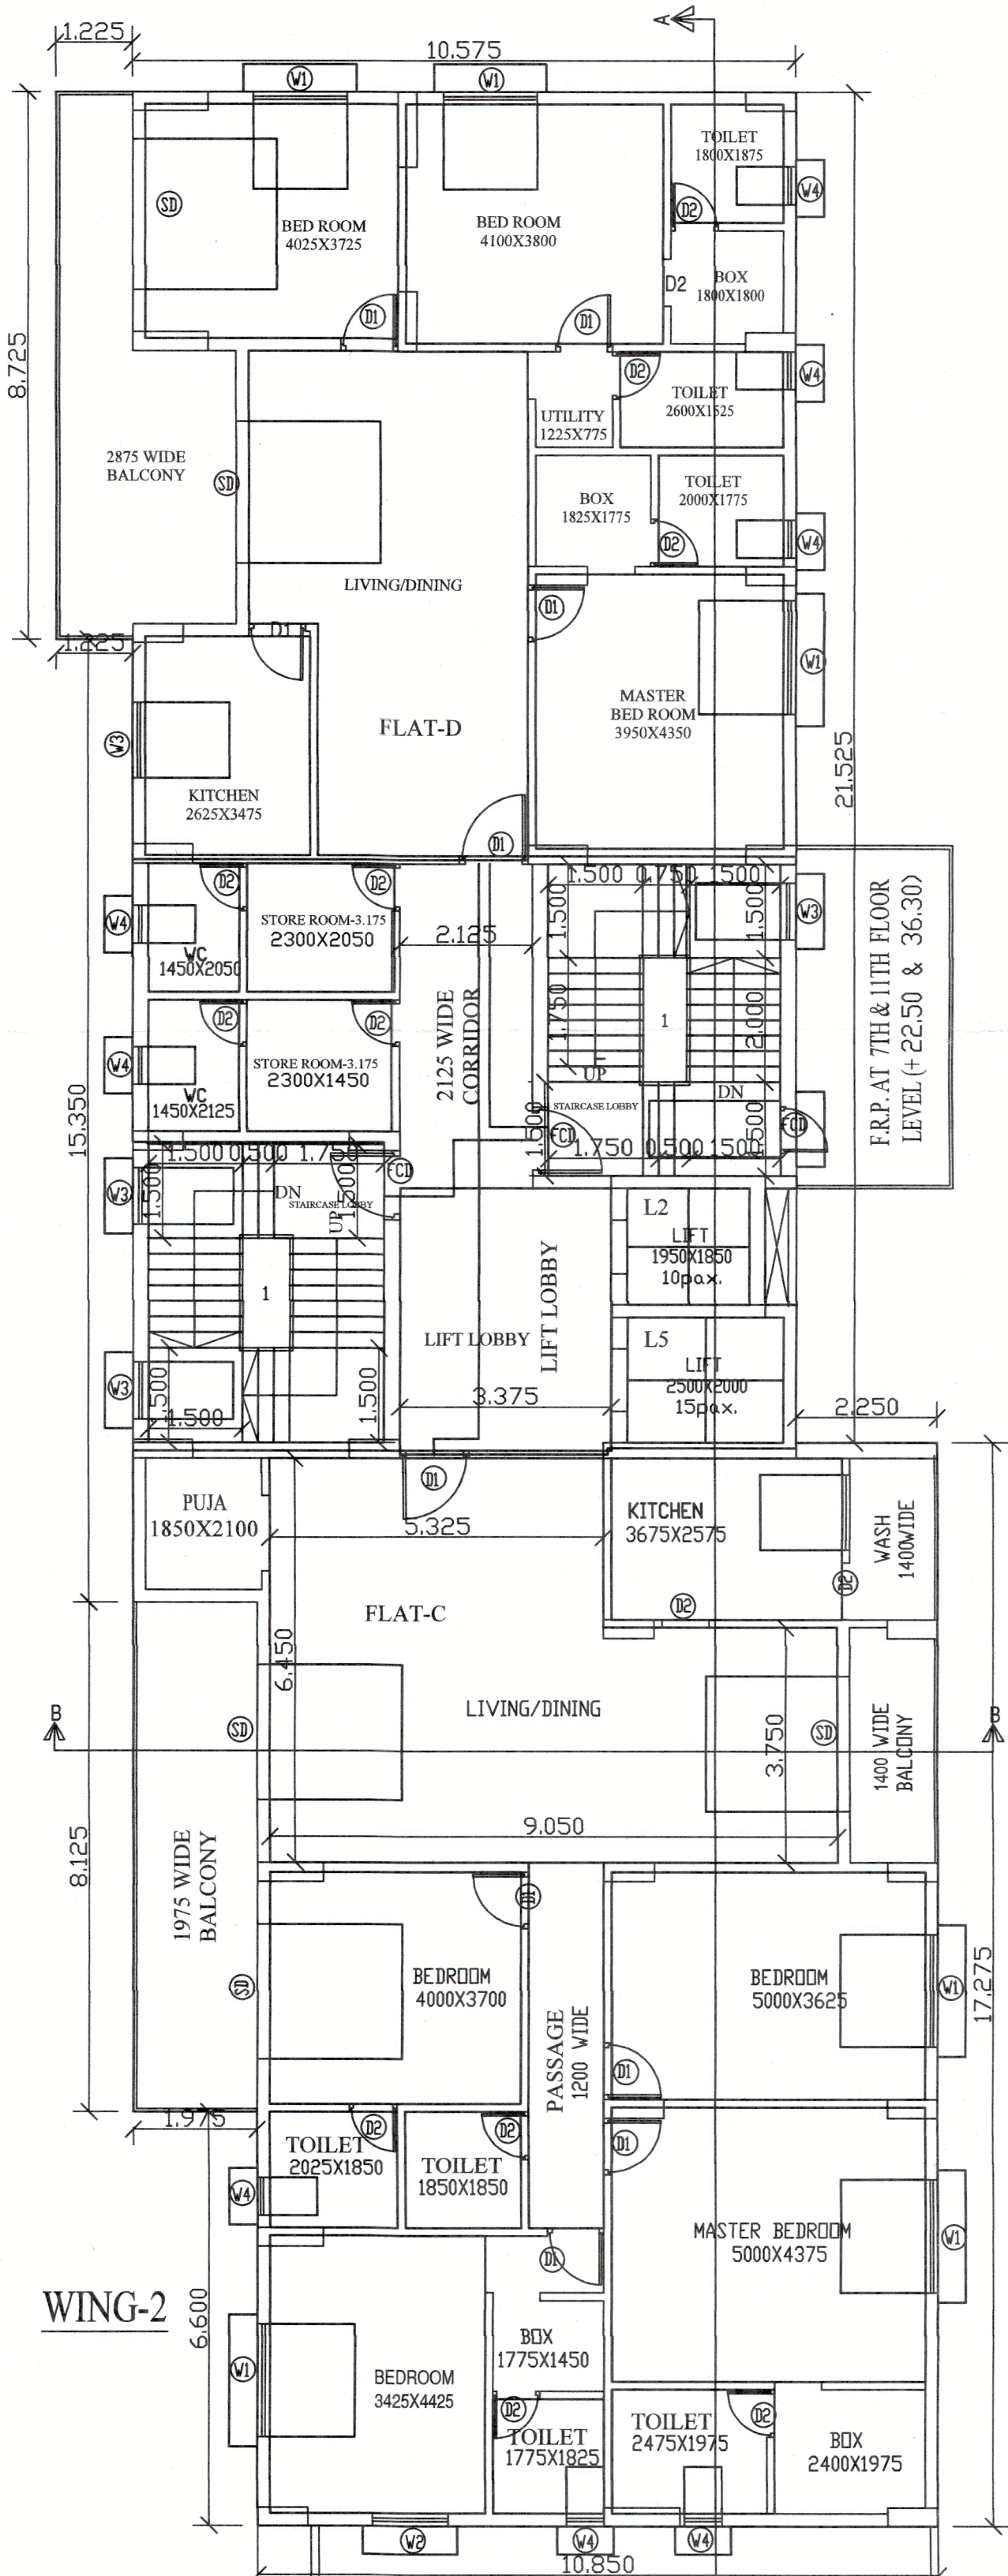 1.225
10.575
A
W1
W1
TOILET
1800X1875
W4
SD
D2
BED ROOM
4025X3725
BED ROOM
4100X3800
D2
BOX
1800X1800
D1
D1
8.725
D2
TOILET
2600X1525
W4
UTILITY
1225X775
2875 WIDE
BALCONY
SD
BOX
1825X1775
TOILET
2000X1775
W4
D2
LIVING/DINING
D1
D1
1.225
W1
MASTER
BED ROOM
3950X4350
FLAT-D
W3
21.525
KITCHEN
2625X3475
D1
D2
D2
1.500 0.750 1.500
1.500
1.500
W3
W4
STORE ROOM-3.175
2300X2050
WC
1450X2050
2.125
F.R.P. AT 7TH & 11TH FLOOR
LEVEL (+ 22.50 & 36.30)
1.750
1
2.000
D2
D2
2125 WIDE
CORRIDOR
W4
STORE ROOM-3.175
2300X1450
WC
1450X2125
UP
DN
STAIRCASE LOBBY
1.500
1.500
FCD
FCD
15.350
1.500 0.500 1.750
1.750 0.500 1.500
FCD
W3
1.500
DN
STAIRCASE LOBBY
1.500
UP
L2
LIFT
1950X1850
10pax.
1
LIFT LOBBY
LIFT LOBBY
L5
LIFT
2500X2000
15pax.
W3
1.500
1.500
1.500
3.375
2.250
D1
PUJA
1850X2100
KITCHEN
3675X2575
WASH
1400WIDE
5.325
D2
D2
FLAT-C
6.450
LIVING/DINING
B
SD
SD
3.750
1400 WIDE
BALCONY
B
9.050
8.125
1975 WIDE
BALCONY
D1
SD
BEDROOM
4000X3700
BEDROOM
5000X3625
W1
17.275
PASSAGE
1200 WIDE
D1
1.975
D2
D2
D1
TOILET
2025X1850
TOILET
1850X1850
W4
MASTER BEDROOM
5000X4375
W1
D1
WING-2
6.600
BOX
1775X1450
W1
BEDROOM
3425X4425
D2
TOILET
1775X1825
TOILET
2475X1975
D2
BOX
2400X1975
W2
W4
W4
10.850